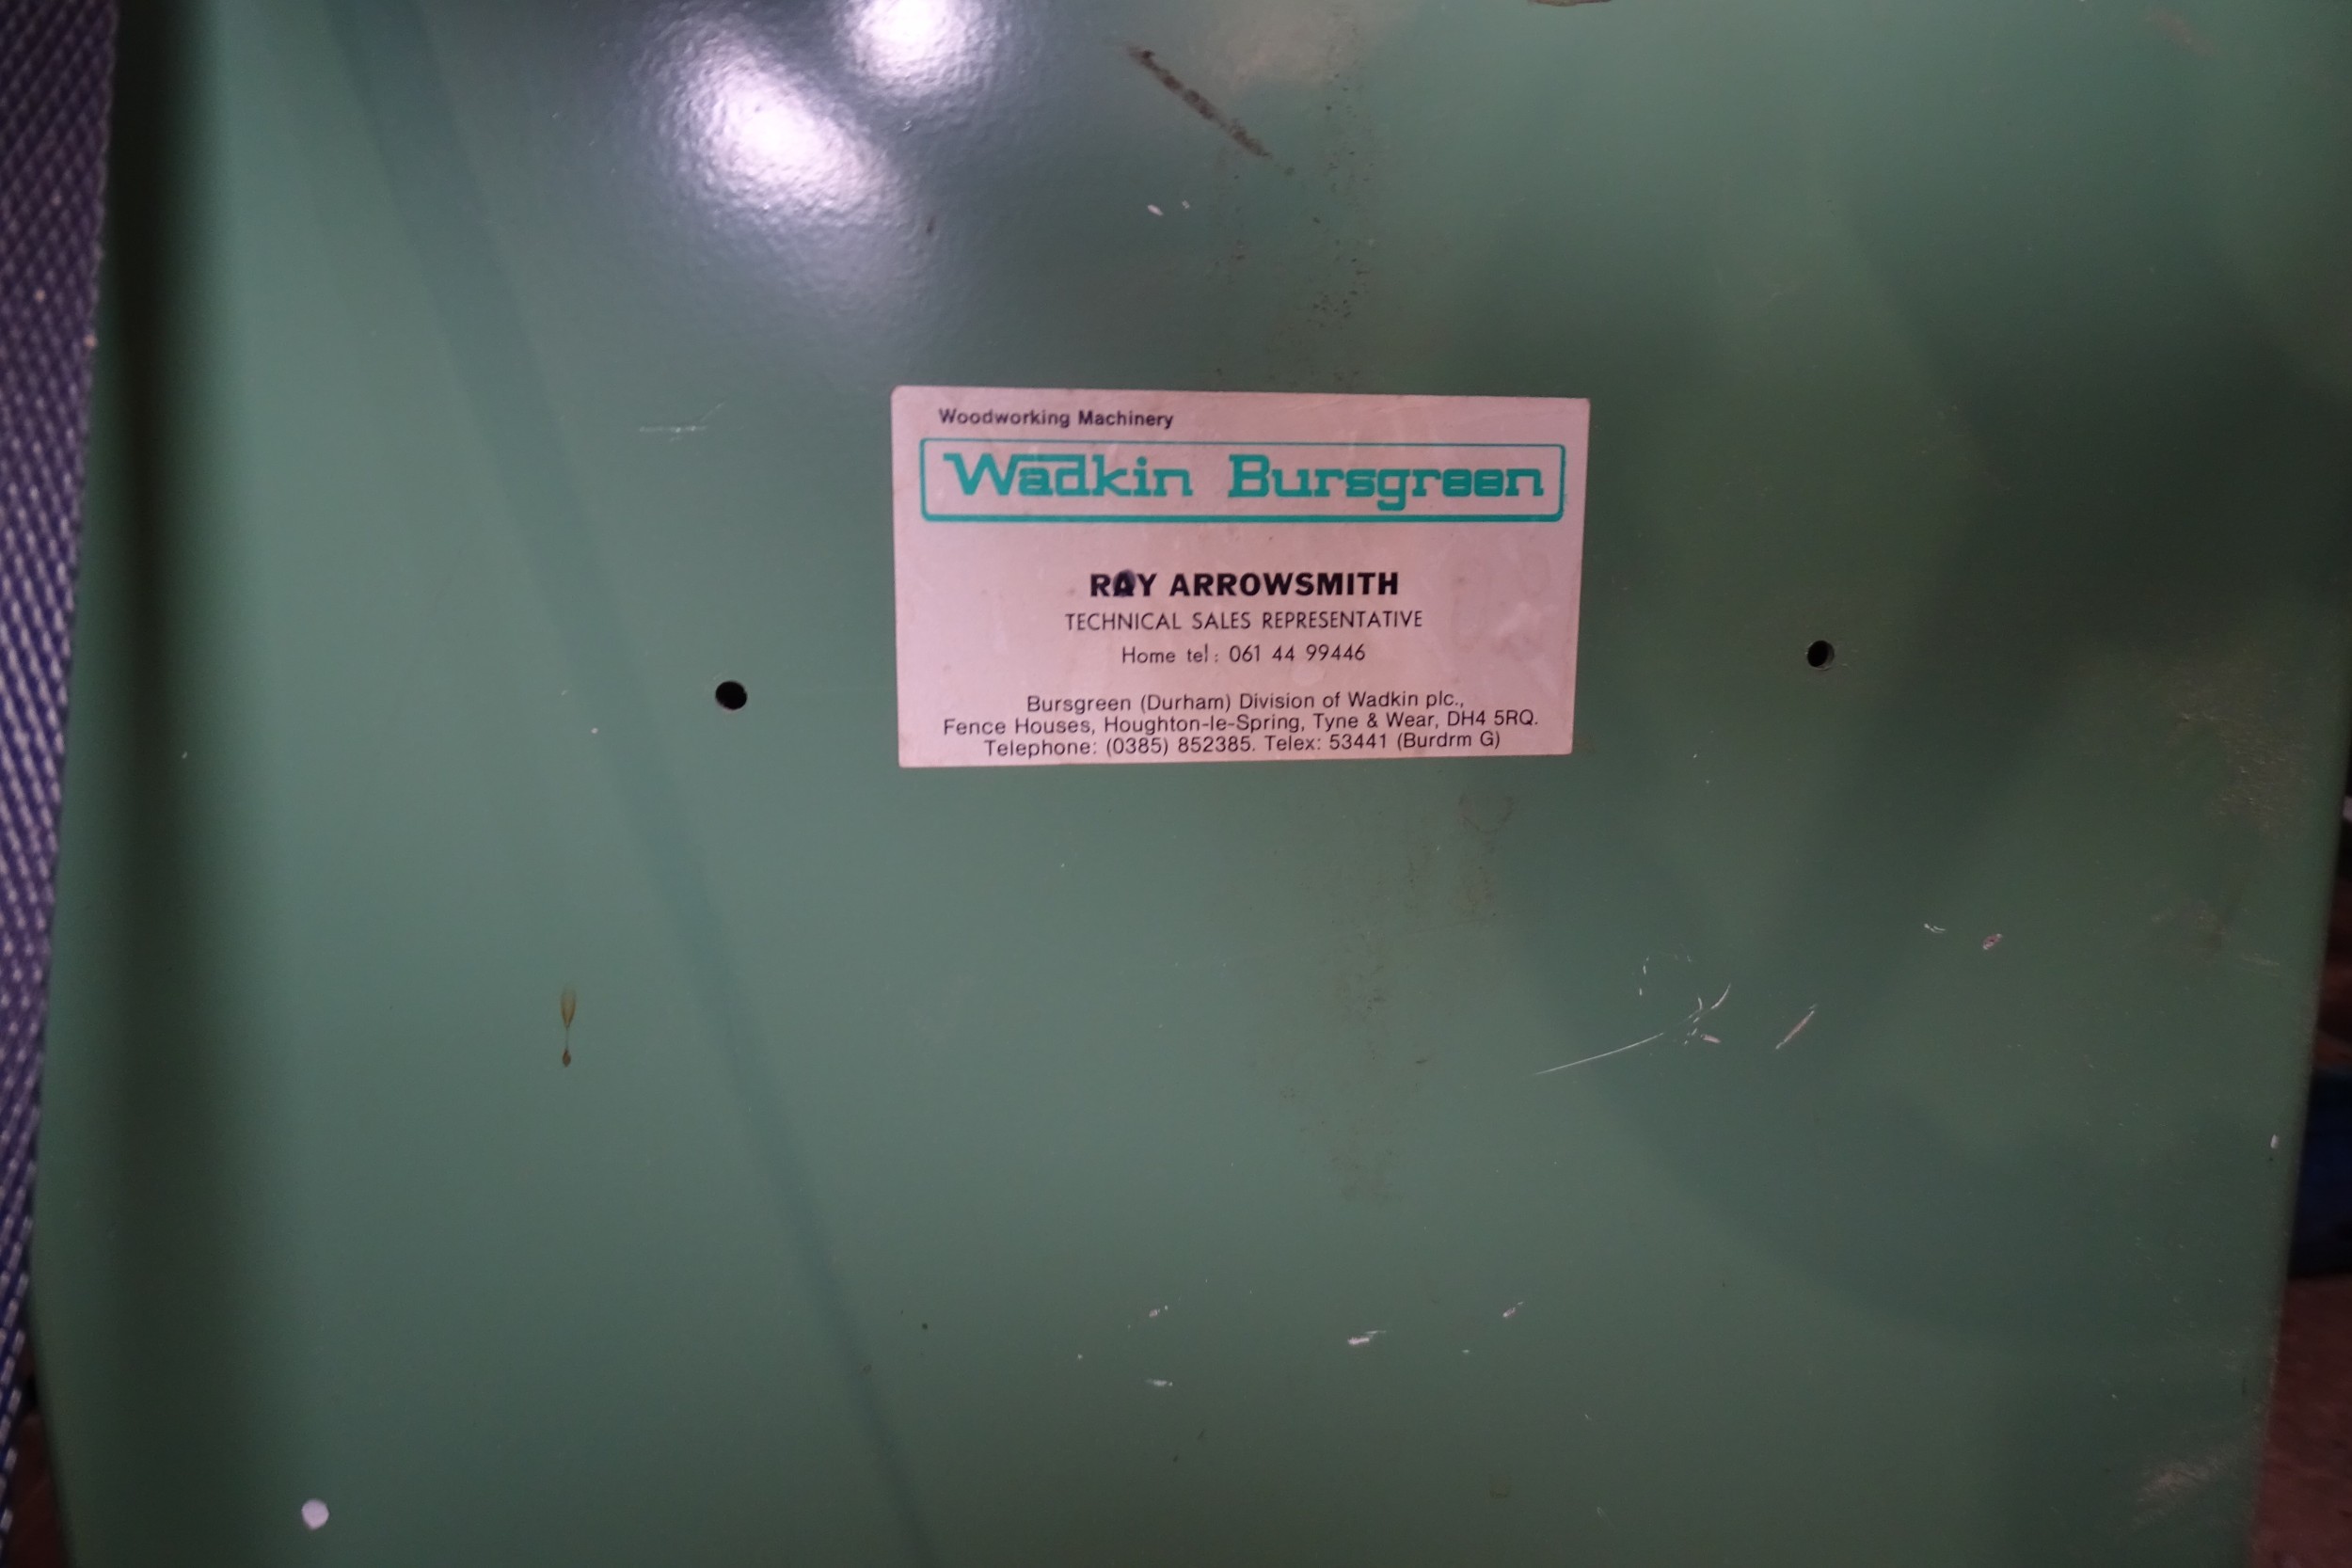 Woodworking Machinery
Wadkin Bursgreen
RAY ARROWSMITH
TECHNICAL SALES REPRESENTATIVE
Home tel: 061 44 99446
Bursgreen (Durham) Division of Wadkin plc.,
Fence Houses, Houghton-le-Spring, Tyne & Wear, DH4 5RQ.
Telephone: (0385) 852385. Telex: 53441 (Burdrm G)